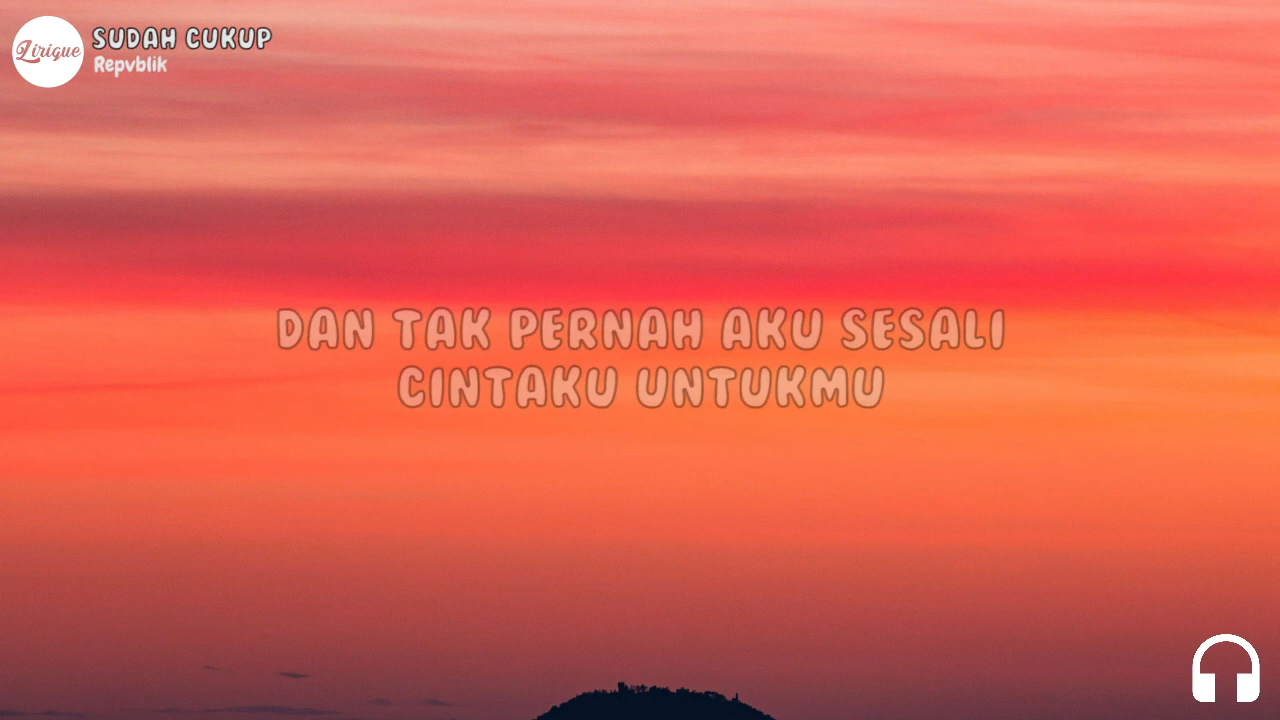 Lirique
SUDAH CUKUP
Repvblik
DAN TAK PERNAH AKU SESALI
CINTAKU UNTUKMU